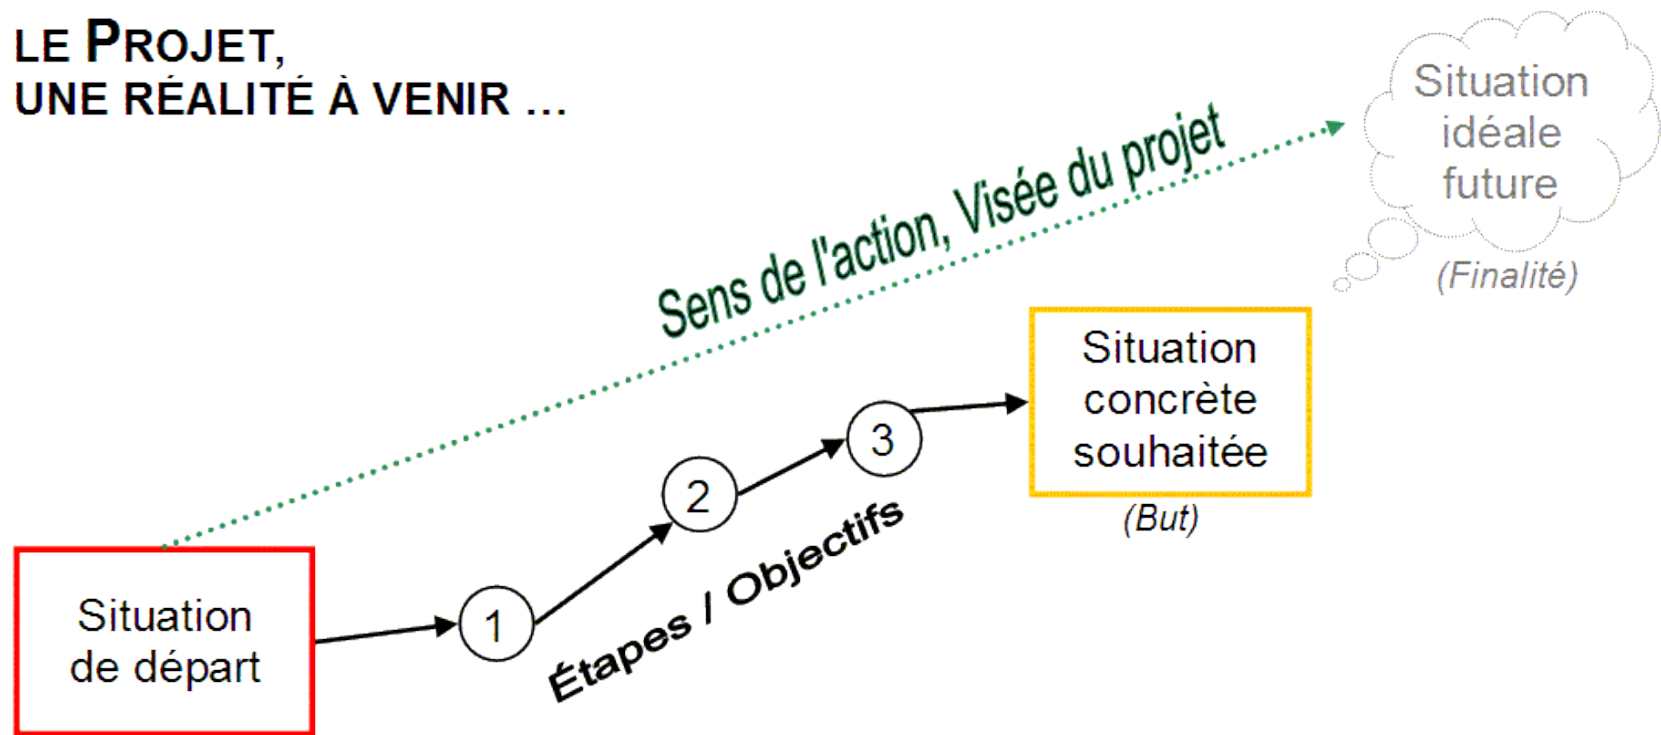 LE PROJET,
UNE RÉALITÉ À VENIR ...
Situation
idéale
future
(Finalité)
Sens de l'action, Visée du projet
Situation
concrète
souhaitée
(But)
3
2
1
Étapes / Objectifs
Situation
de départ